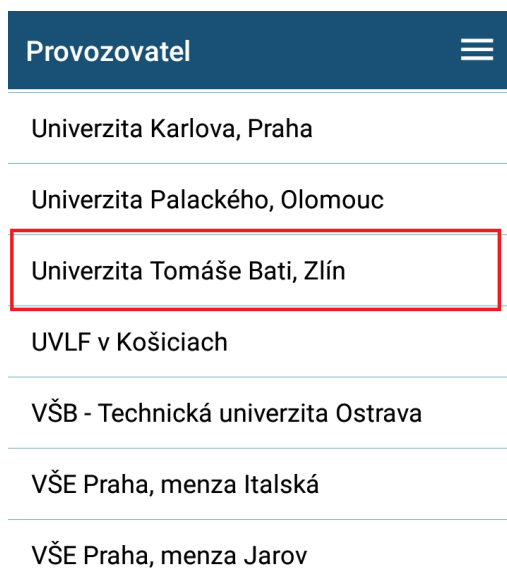 Provozovatel
Univerzita Karlova, Praha
Univerzita Palackého, Olomouc
Univerzita Tomáše Bati, Zlín
UVLF v Košiciach
VŠB - Technická univerzita Ostrava
VŠE Praha, menza Italská
VŠE Praha, menza Jarov